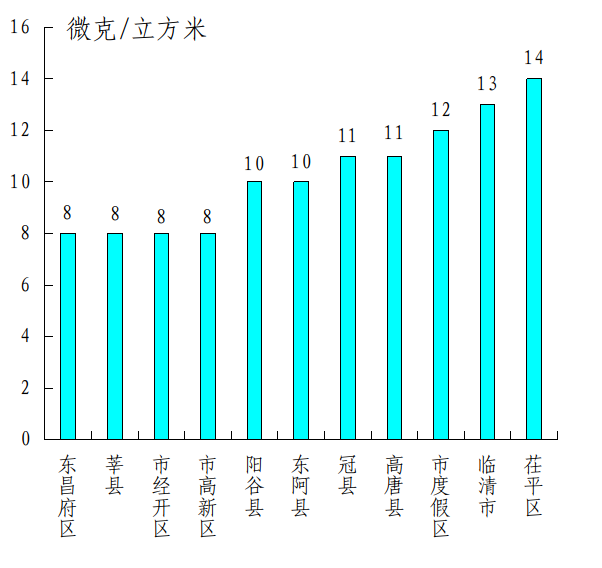 微克/立方米
16
14
12
10
8
6
4
2
0
8
8
8
8
10
10
11
11
12
13
14
东昌府区
莘县
市经开区
市高新区
阳谷县
东阿县
冠县
高唐县
市度假区
临清市
茌平区